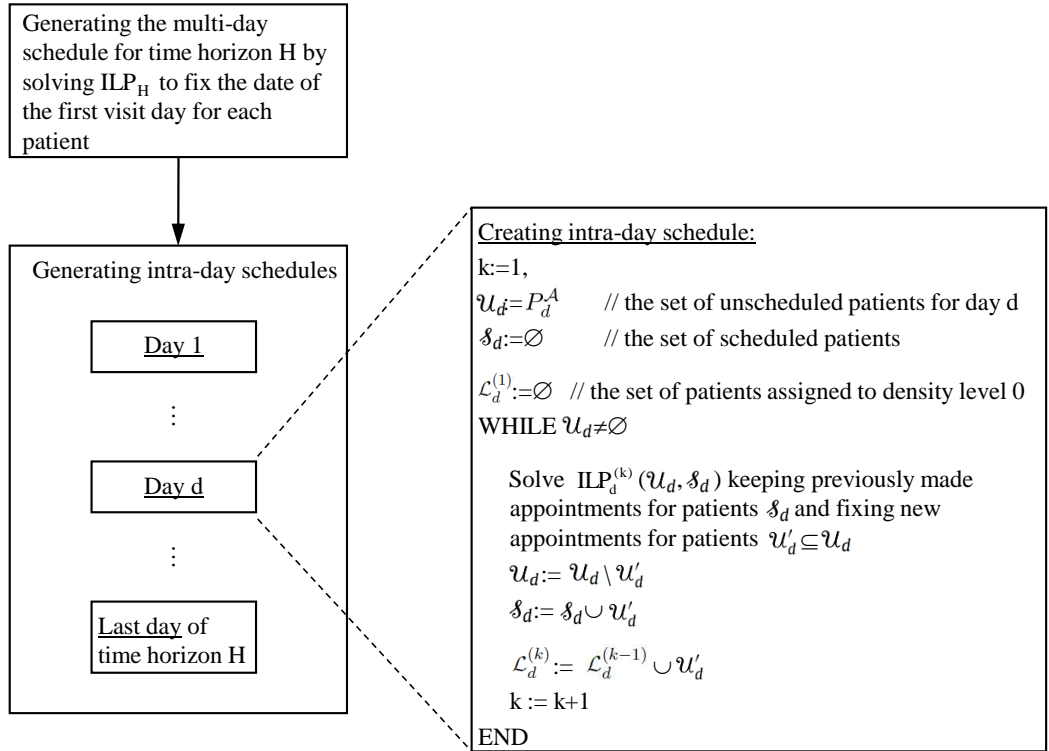 Generating the multi-day
schedule for time horizon H by
solving ILP_H to fix the date of
the first visit day for each
patient
Generating intra-day schedules
Day 1
⋮
Day d
⋮
Last day of
time horizon H
Creating intra-day schedule:
k:=1,
𝒰_d:=P_d^𝒜 // the set of unscheduled patients for day d
𝒮_d:=∅ // the set of scheduled patients
ℒ_d^(1):=∅ // the set of patients assigned to density level 0
WHILE 𝒰_d≠∅
Solve ILP_d^(k)(𝒰_d, 𝒮_d) keeping previously made
appointments for patients 𝒮_d and fixing new
appointments for patients 𝒰'_d⊆𝒰_d
𝒰_d:= 𝒰_d\𝒰'_d
𝒮_d:= 𝒮_d∪ 𝒰'_d
ℒ_d^(k):= ℒ_d^(k-1)∪ 𝒰'_d
k := k+1
END